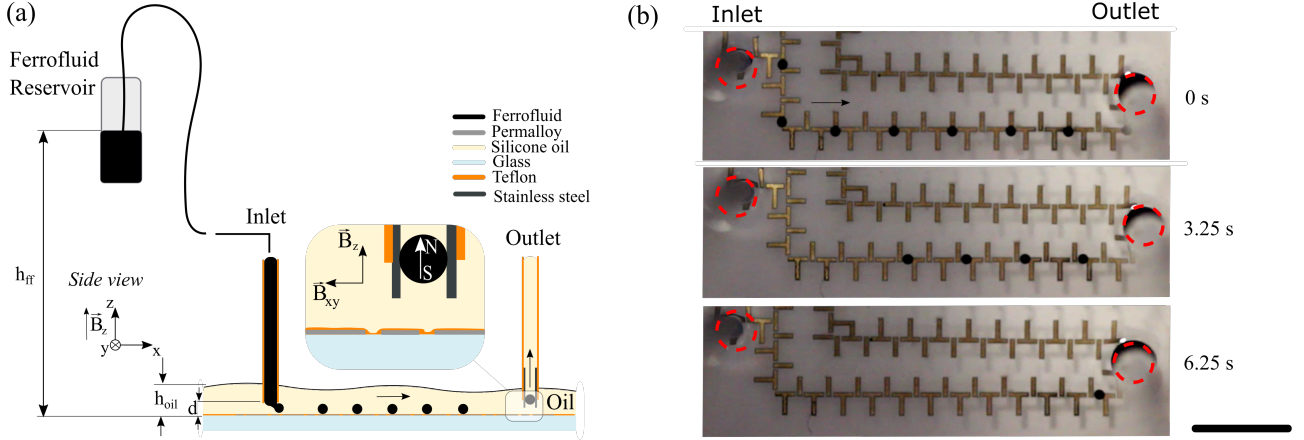 (a)
Ferrofluid
Reservoir
h_ff
Side view
z
B_z
y
x
h_oil
d
Inlet
B_z
B_xy
N
S
Ferrofluid
Permalloy
Silicone oil
Glass
Teflon
Stainless steel
Outlet
Oil
(b)
Inlet
Outlet
0 s
3.25 s
6.25 s